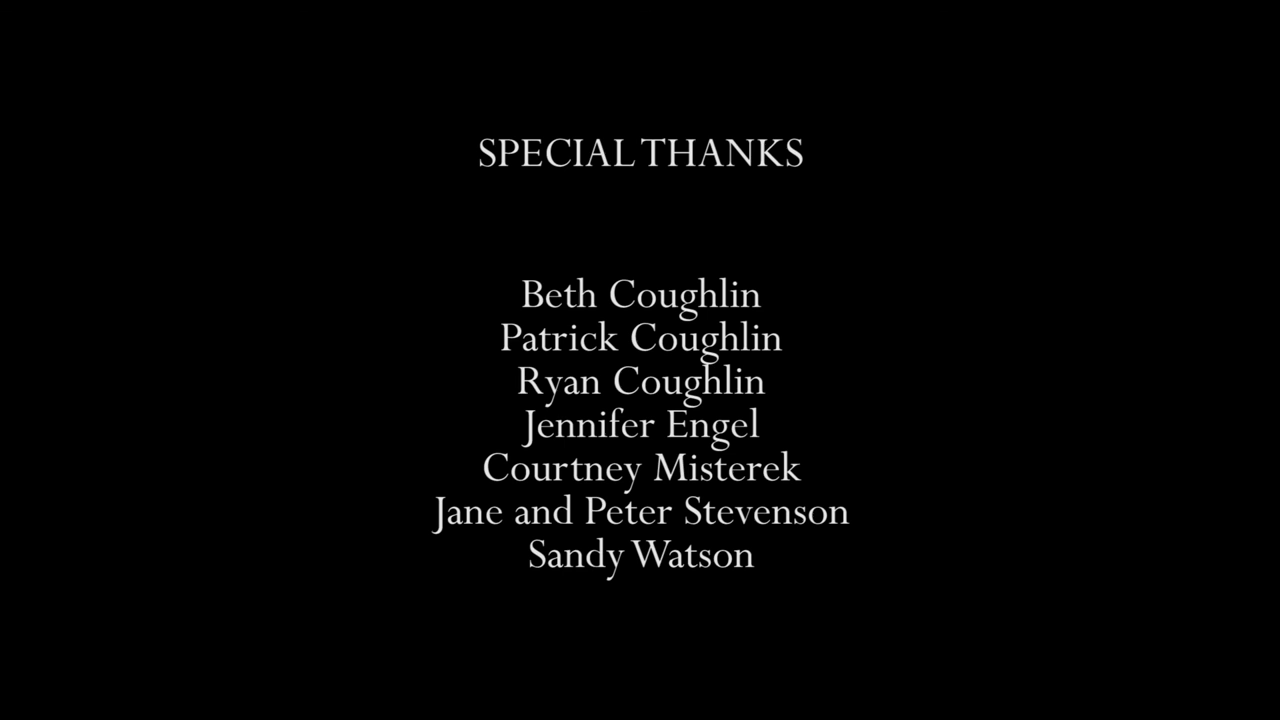 SPECIAL THANKS
Beth Coughlin
Patrick Coughlin
Ryan Coughlin
Jennifer Engel
Courtney Misterek
Jane and Peter Stevenson
Sandy Watson